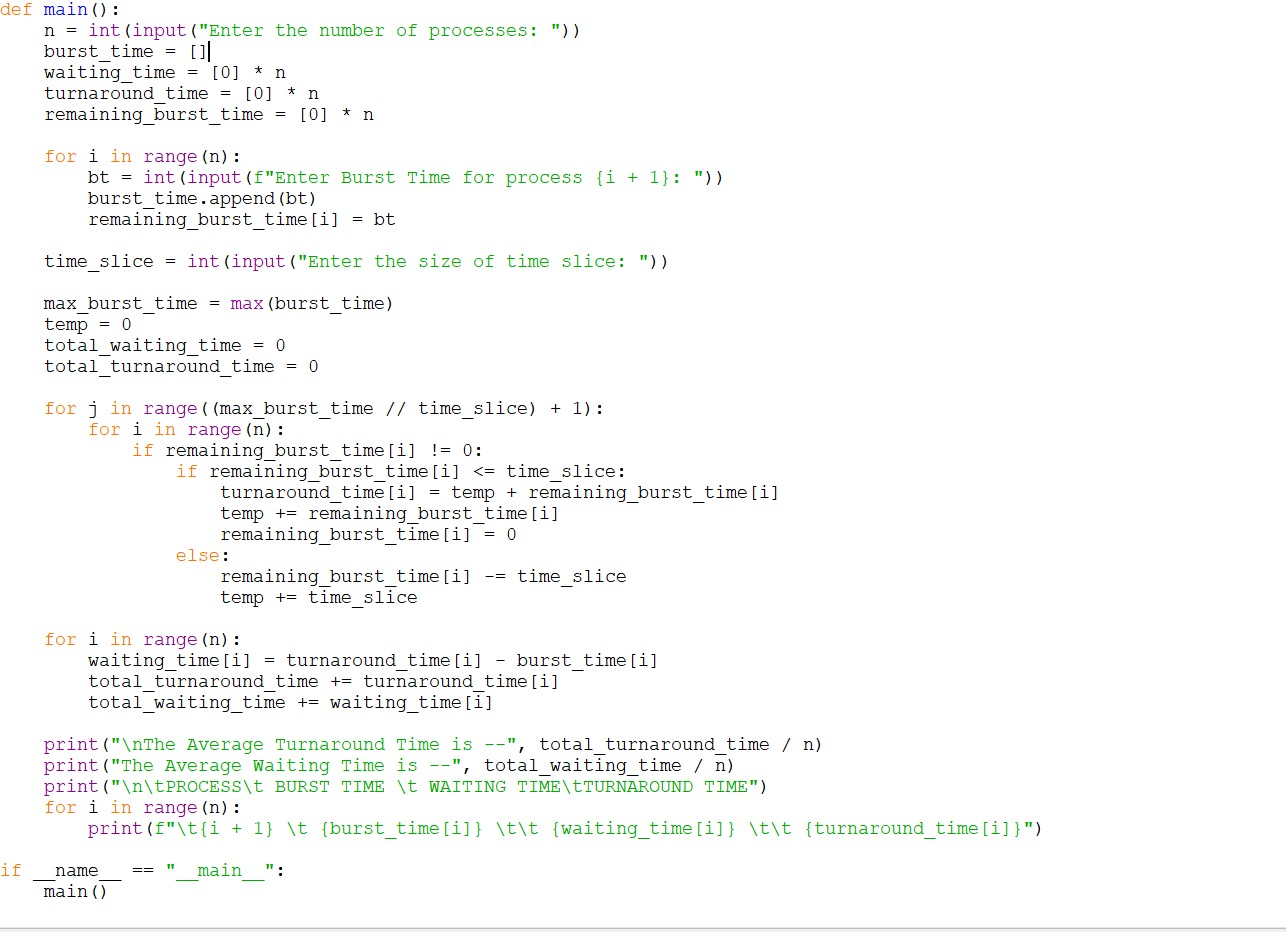 def main():
    n = int(input("Enter the number of processes: "))
    burst_time = []
    waiting_time = [0] * n
    turnaround_time = [0] * n
    remaining_burst_time = [0] * n

    for i in range(n):
        bt = int(input(f"Enter Burst Time for process {i + 1}: "))
        burst_time.append(bt)
        remaining_burst_time[i] = bt

    time_slice = int(input("Enter the size of time slice: "))

    max_burst_time = max(burst_time)
    temp = 0
    total_waiting_time = 0
    total_turnaround_time = 0

    for j in range((max_burst_time // time_slice) + 1):
        for i in range(n):
            if remaining_burst_time[i] != 0:
                if remaining_burst_time[i] <= time_slice:
                    turnaround_time[i] = temp + remaining_burst_time[i]
                    temp += remaining_burst_time[i]
                    remaining_burst_time[i] = 0
                else:
                    remaining_burst_time[i] -= time_slice
                    temp += time_slice

    for i in range(n):
        waiting_time[i] = turnaround_time[i] - burst_time[i]
        total_turnaround_time += turnaround_time[i]
        total_waiting_time += waiting_time[i]

    print("\nThe Average Turnaround Time is --", total_turnaround_time / n)
    print("The Average Waiting Time is --", total_waiting_time / n)
    print("\n\tPROCESS\t BURST TIME \t WAITING TIME\tTURNAROUND TIME")
    for i in range(n):
        print(f"\t{i + 1} \t {burst_time[i]} \t\t {waiting_time[i]} \t\t {turnaround_time[i]}")

if __name__ == "__main__":
    main()